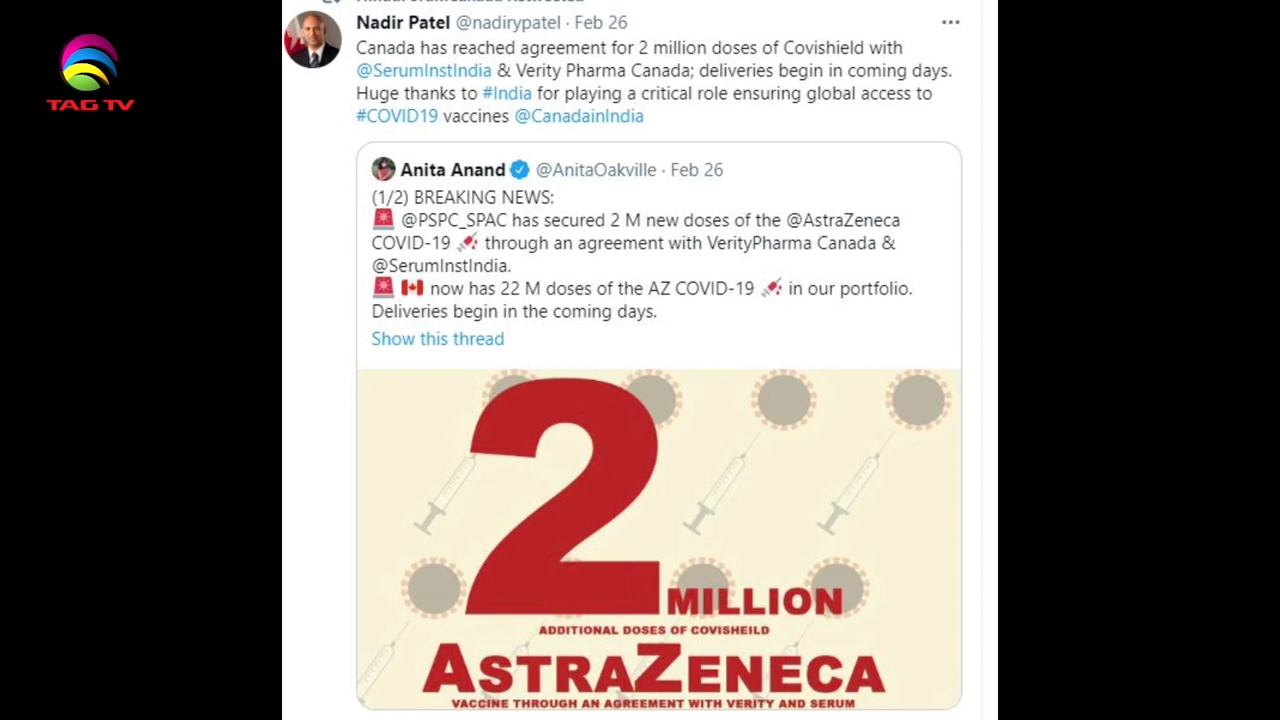 TAG TV
Nadir Patel @nadirypatel · Feb 26
Canada has reached agreement for 2 million doses of Covishield with
@SerumInstIndia & Verity Pharma Canada; deliveries begin in coming days.
Huge thanks to #India for playing a critical role ensuring global access to
#COVID19 vaccines @CanadainIndia
Anita Anand @AnitaOakville · Feb 26
(1/2) BREAKING NEWS:
🚨 @PSPC_SPAC has secured 2 M new doses of the @AstraZeneca
COVID-19 💉 through an agreement with VerityPharma Canada &
@SerumInstIndia.
🚨 🇨🇦 now has 22 M doses of the AZ COVID-19 💉 in our portfolio.
Deliveries begin in the coming days.
Show this thread
2 MILLION
ADDITIONAL DOSES OF COVISHEILD
ASTRAZENECA
VACCINE THROUGH AN AGREEMENT WITH VERITY AND SERUM